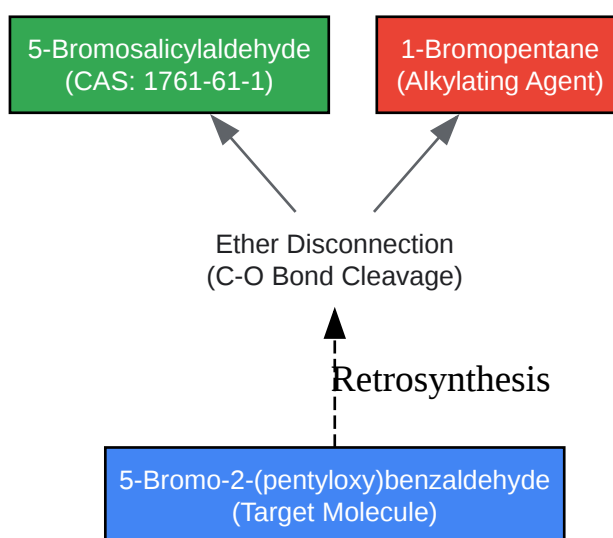 5-Bromosalicylaldehyde
(CAS: 1761-61-1)
1-Bromopentane
(Alkylating Agent)
Ether Disconnection
(C-O Bond Cleavage)
Retrosynthesis
5-Bromo-2-(pentyloxy)benzaldehyde
(Target Molecule)